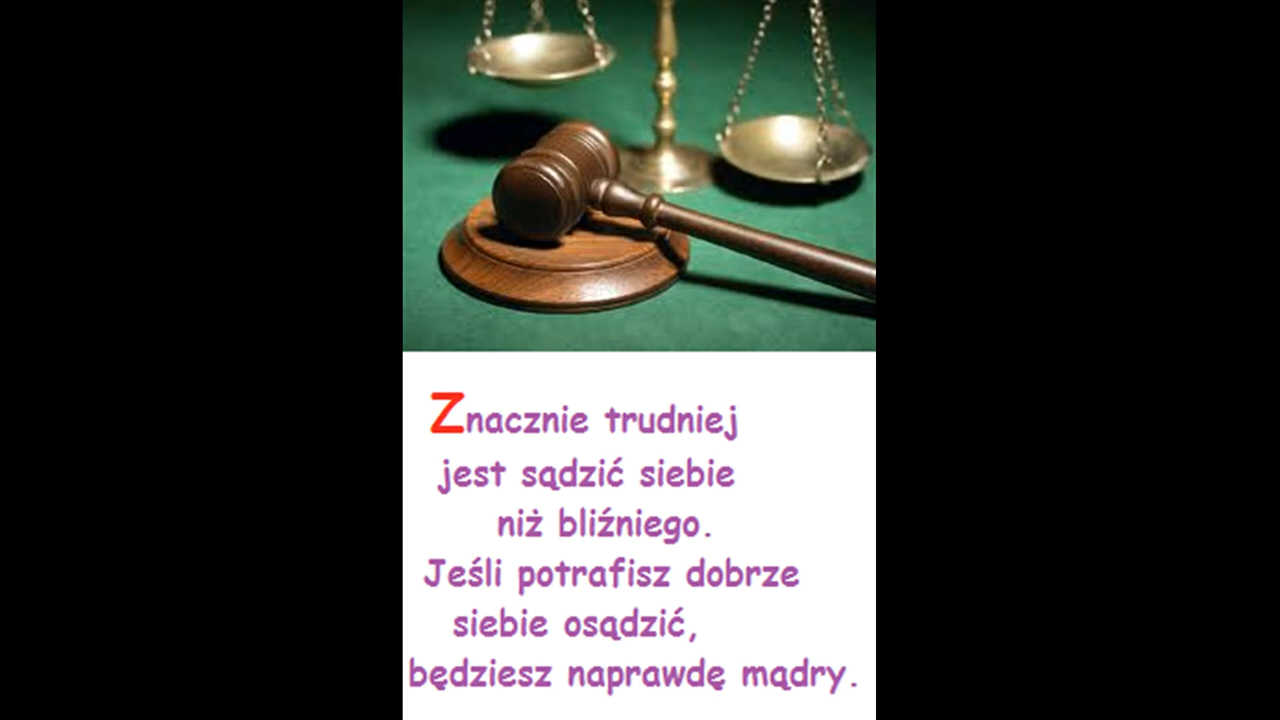 Znacznie trudniej
jest sądzić siebie
niż bliźniego.
Jeśli potrafisz dobrze
siebie osądzić,
będziesz naprawdę mądry.